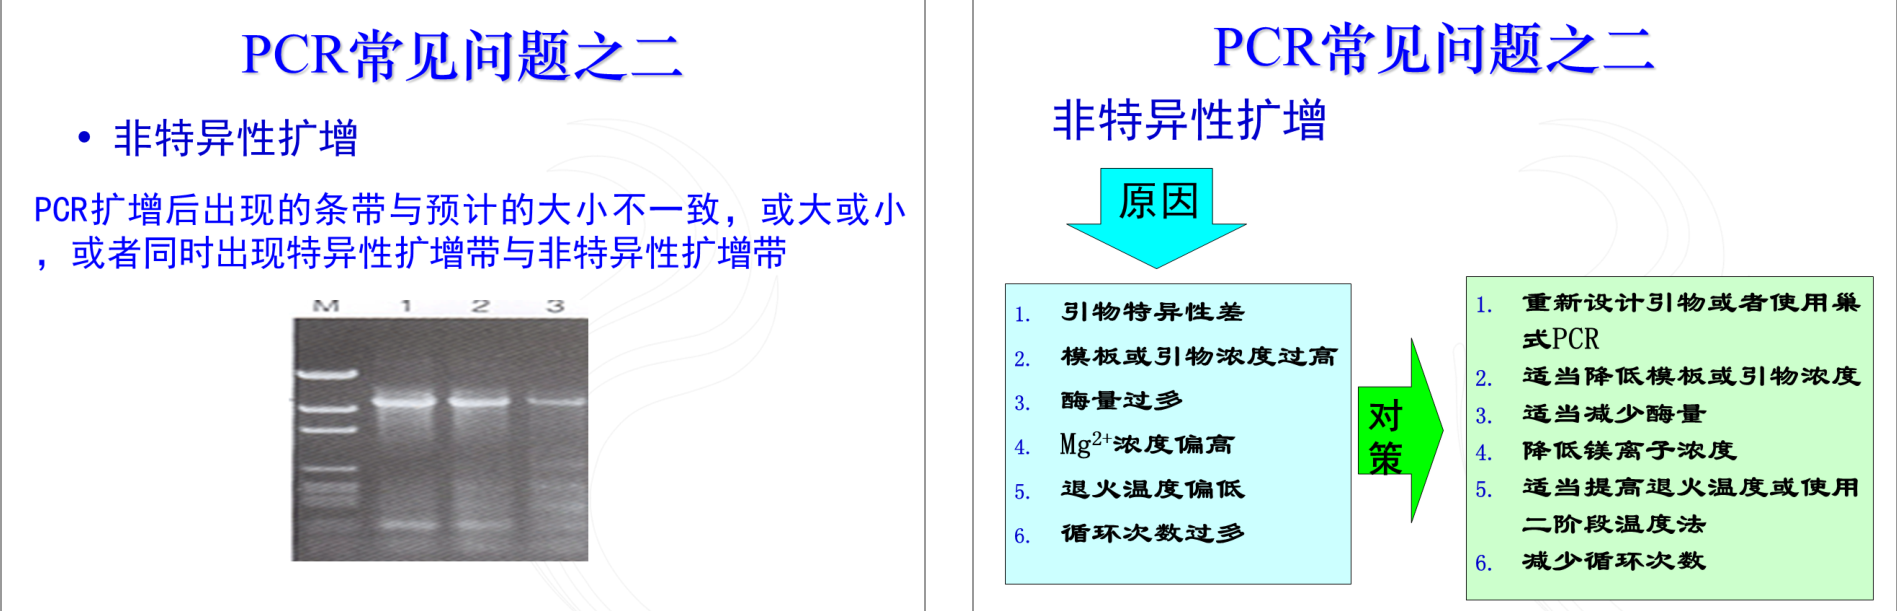 PCR常见问题之二
• 非特异性扩增
PCR扩增后出现的条带与预计的大小不一致，或大或小
，或者同时出现特异性扩增带与非特异性扩增带
M 1 2 3
PCR常见问题之二
非特异性扩增
原因
1. 引物特异性差
2. 模板或引物浓度过高
3. 酶量过多
4. Mg²⁺浓度偏高
5. 退火温度偏低
6. 循环次数过多
对
策
1. 重新设计引物或者使用巢
式PCR
2. 适当降低模板或引物浓度
3. 适当减少酶量
4. 降低镁离子浓度
5. 适当提高退火温度或使用
二阶段温度法
6. 减少循环次数